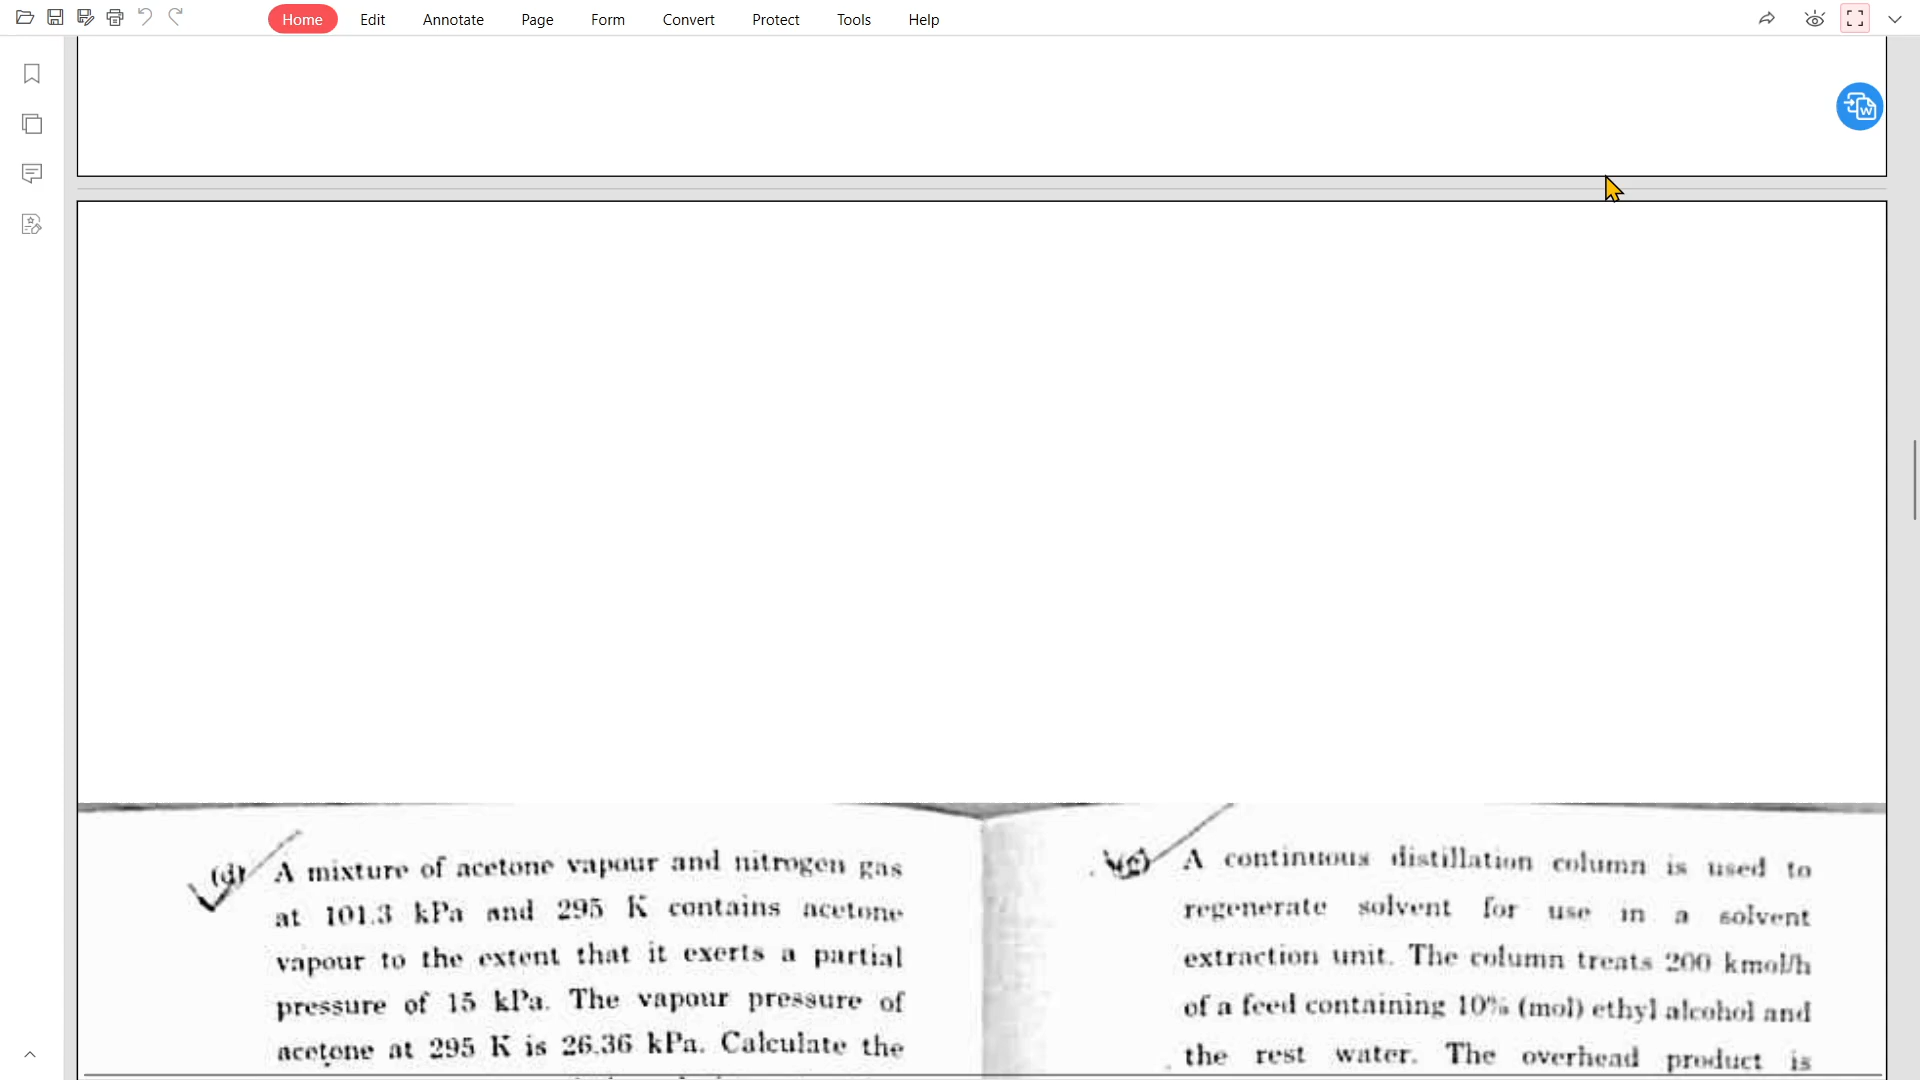 Home Edit Annotate Page Form Convert Protect Tools Help
(d) A mixture of acetone vapour and nitrogen gas
at 101.3 kPa and 295 K contains acetone
vapour to the extent that it exerts a partial
pressure of 15 kPa. The vapour pressure of
acetone at 295 K is 26.36 kPa. Calculate the
A continuous distillation column is used to
regenerate solvent for use in a solvent
extraction unit. The column treats 200 kmol/h
of a feed containing 10% (mol) ethyl alcohol and
the rest water. The overhead product is